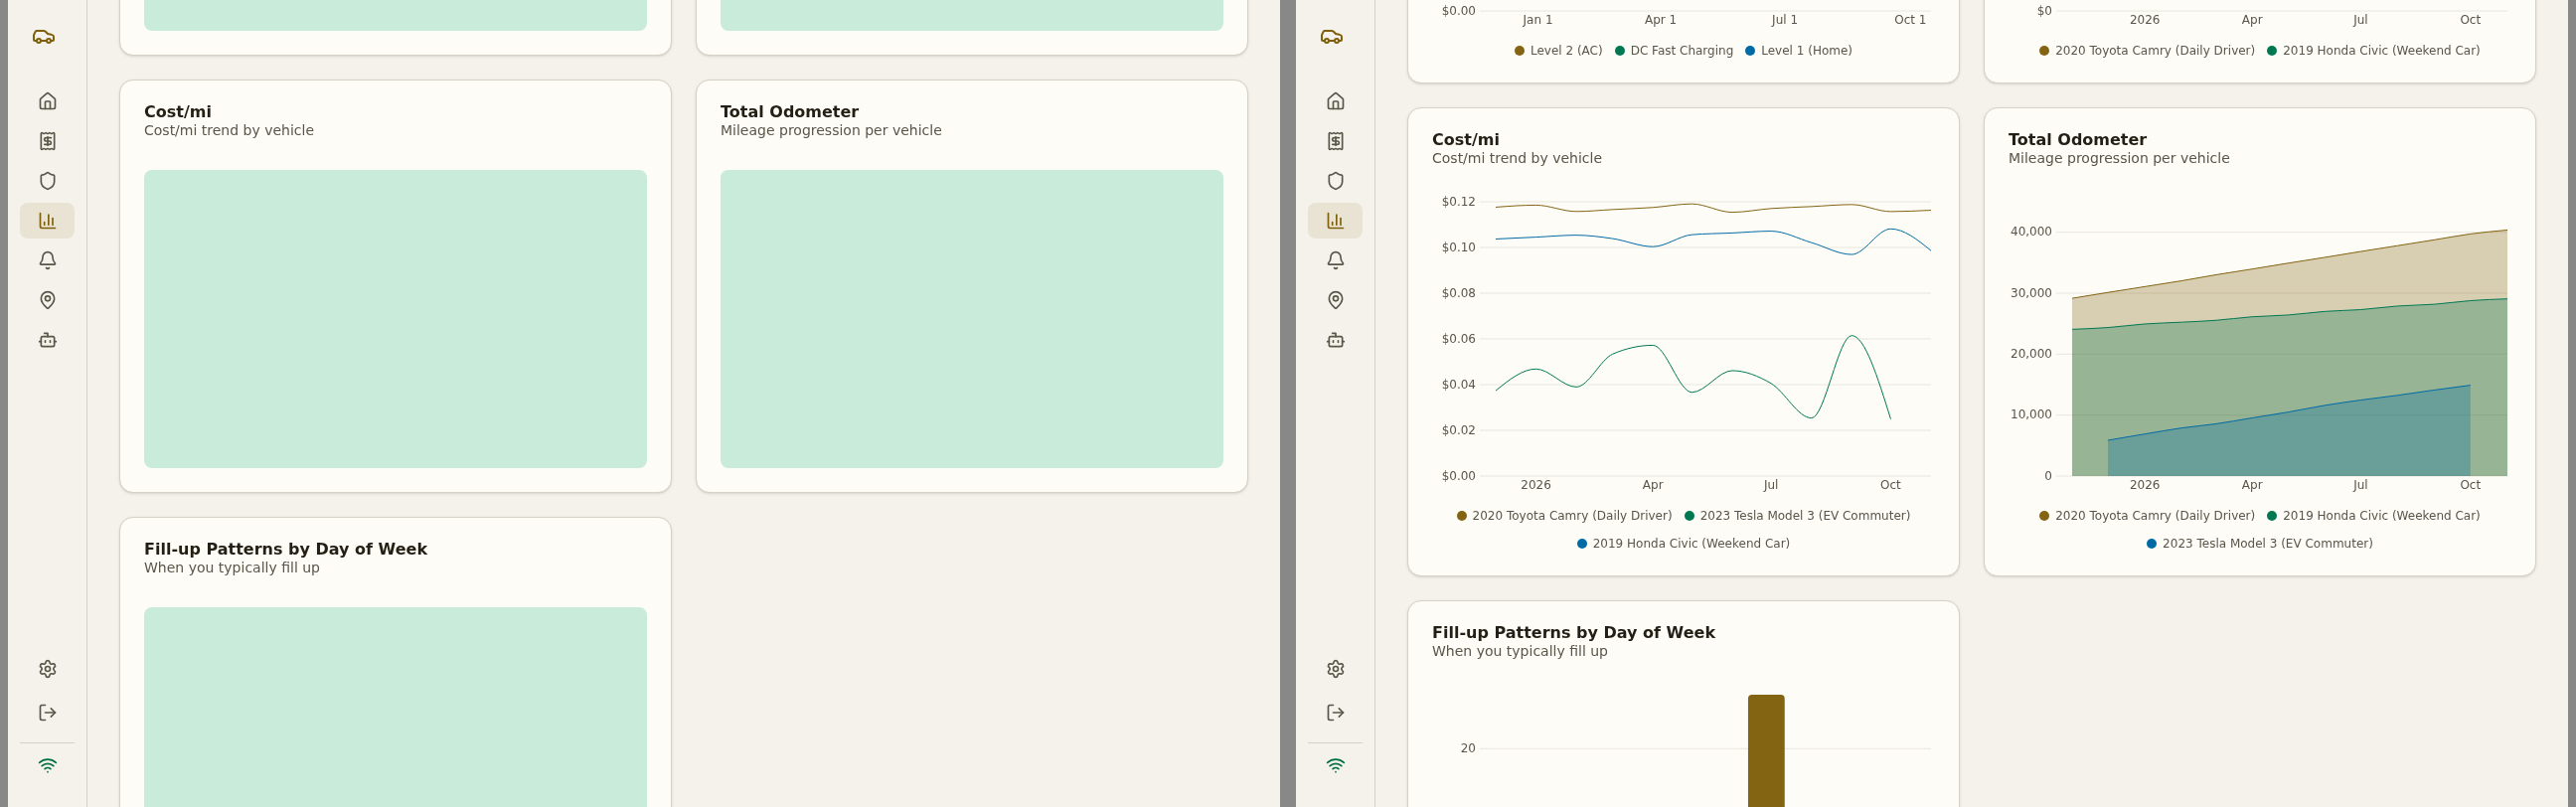 Cost/mi
Cost/mi trend by vehicle
Total Odometer
Mileage progression per vehicle
Fill-up Patterns by Day of Week
When you typically fill up
$0.00
Jan 1 Apr 1 Jul 1 Oct 1
Level 2 (AC) DC Fast Charging Level 1 (Home)
$0
2026 Apr Jul Oct
2020 Toyota Camry (Daily Driver) 2019 Honda Civic (Weekend Car)
Cost/mi
Cost/mi trend by vehicle
$0.12
$0.10
$0.08
$0.06
$0.04
$0.02
$0.00
2026 Apr Jul Oct
2020 Toyota Camry (Daily Driver) 2023 Tesla Model 3 (EV Commuter)
2019 Honda Civic (Weekend Car)
Total Odometer
Mileage progression per vehicle
40,000
30,000
20,000
10,000
0
2026 Apr Jul Oct
2020 Toyota Camry (Daily Driver) 2019 Honda Civic (Weekend Car)
2023 Tesla Model 3 (EV Commuter)
Fill-up Patterns by Day of Week
When you typically fill up
20